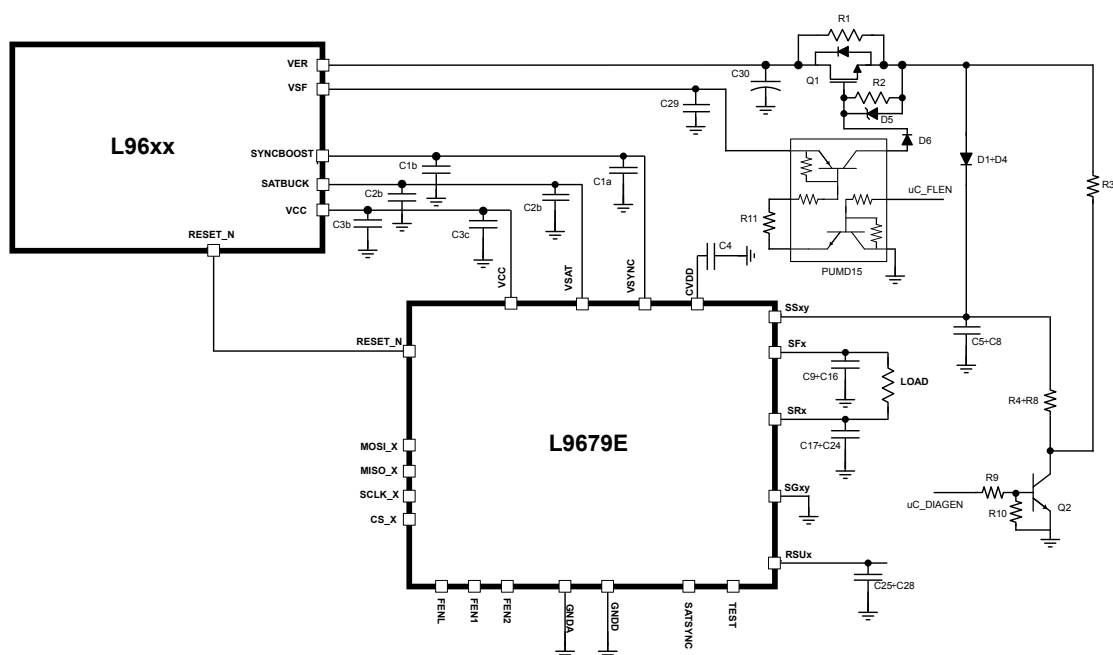 R1
VER
C30
Q1
R2
VSF
C29
D5
L96xx
D6
SYNCBOOST
C1b
C1a
D1÷D4
SATBUCK
C2b
C2b
uC_FLEN
R3
VCC
C3b
C3c
R11
RESET_N
C4
PUMD15
VCC
VSAT
VSYNC
CVDD
SSxy
RESET_N
C5÷C8
SFx
C9÷C16
LOAD
R4÷R8
SRx
L9679E
C17÷C24
MOSI_X
MISO_X
SCLK_X
CS_X
SGxy
R9
uC_DIAGEN
R10
Q2
RSUx
C25÷C28
FENL
FEN1
FEN2
GNDA
GNDD
SATSYNC
TEST